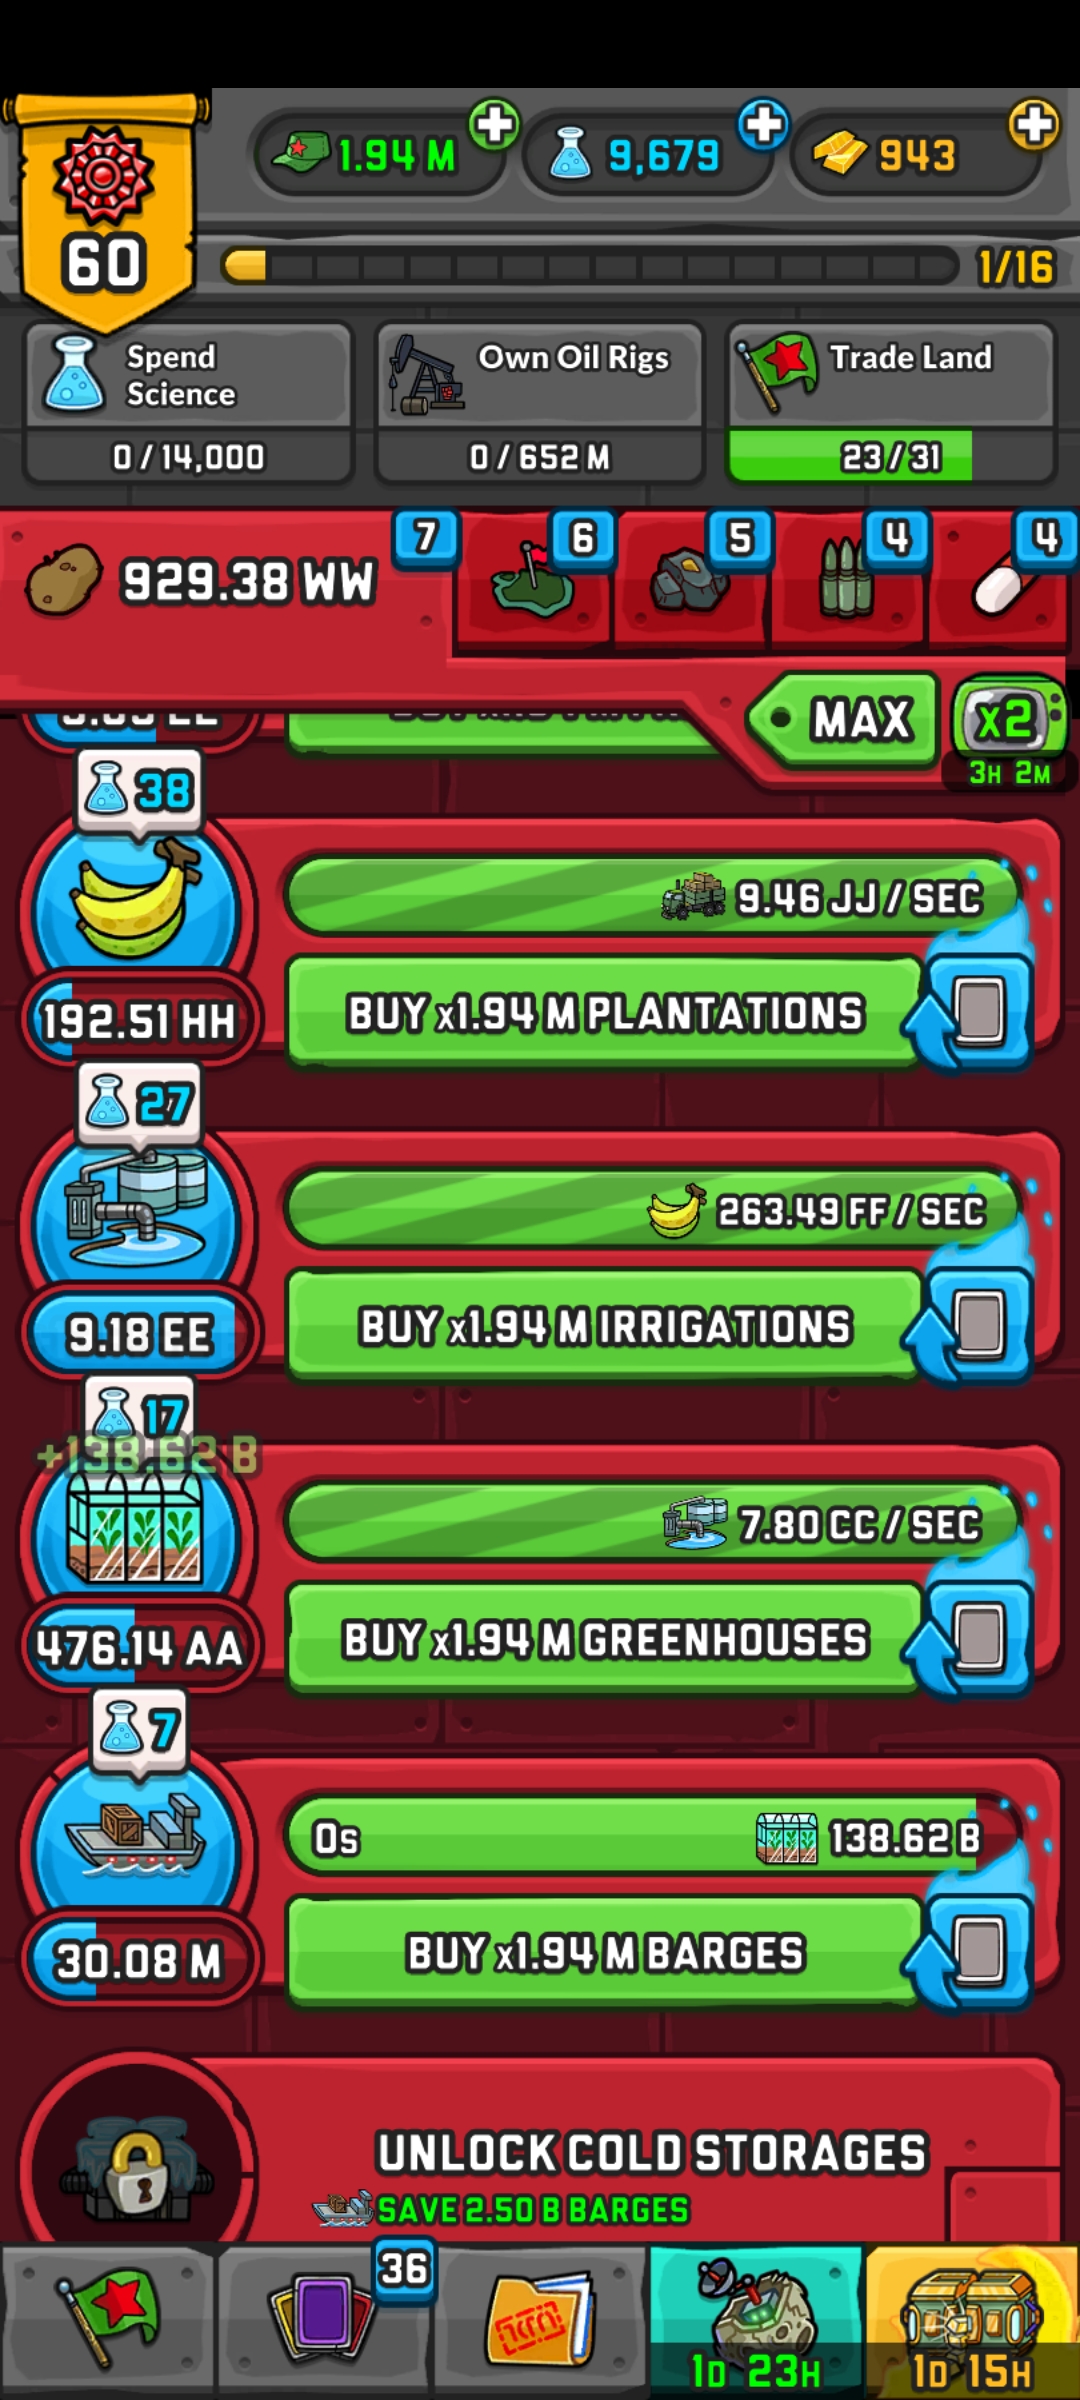 1.94 M
9,679
943
60
1/16
Spend
Science
0/14,000
Own Oil Rigs
0/652 M
Trade Land
23/31
929.38 WW
7
6
5
4
4
MAX
x2
3H 2M
38
9.46 JJ/SEC
BUY x1.94 M PLANTATIONS
192.51 HH
27
263.49 FF/SEC
BUY x1.94 M IRRIGATIONS
9.18 EE
17
+138.62 B
7.80 CC/SEC
BUY x1.94 M GREENHOUSES
476.14 AA
7
0s
138.62 B
BUY x1.94 M BARGES
30.08 M
UNLOCK COLD STORAGES
SAVE 2.50 B BARGES
36
1D 23H
1D 15H